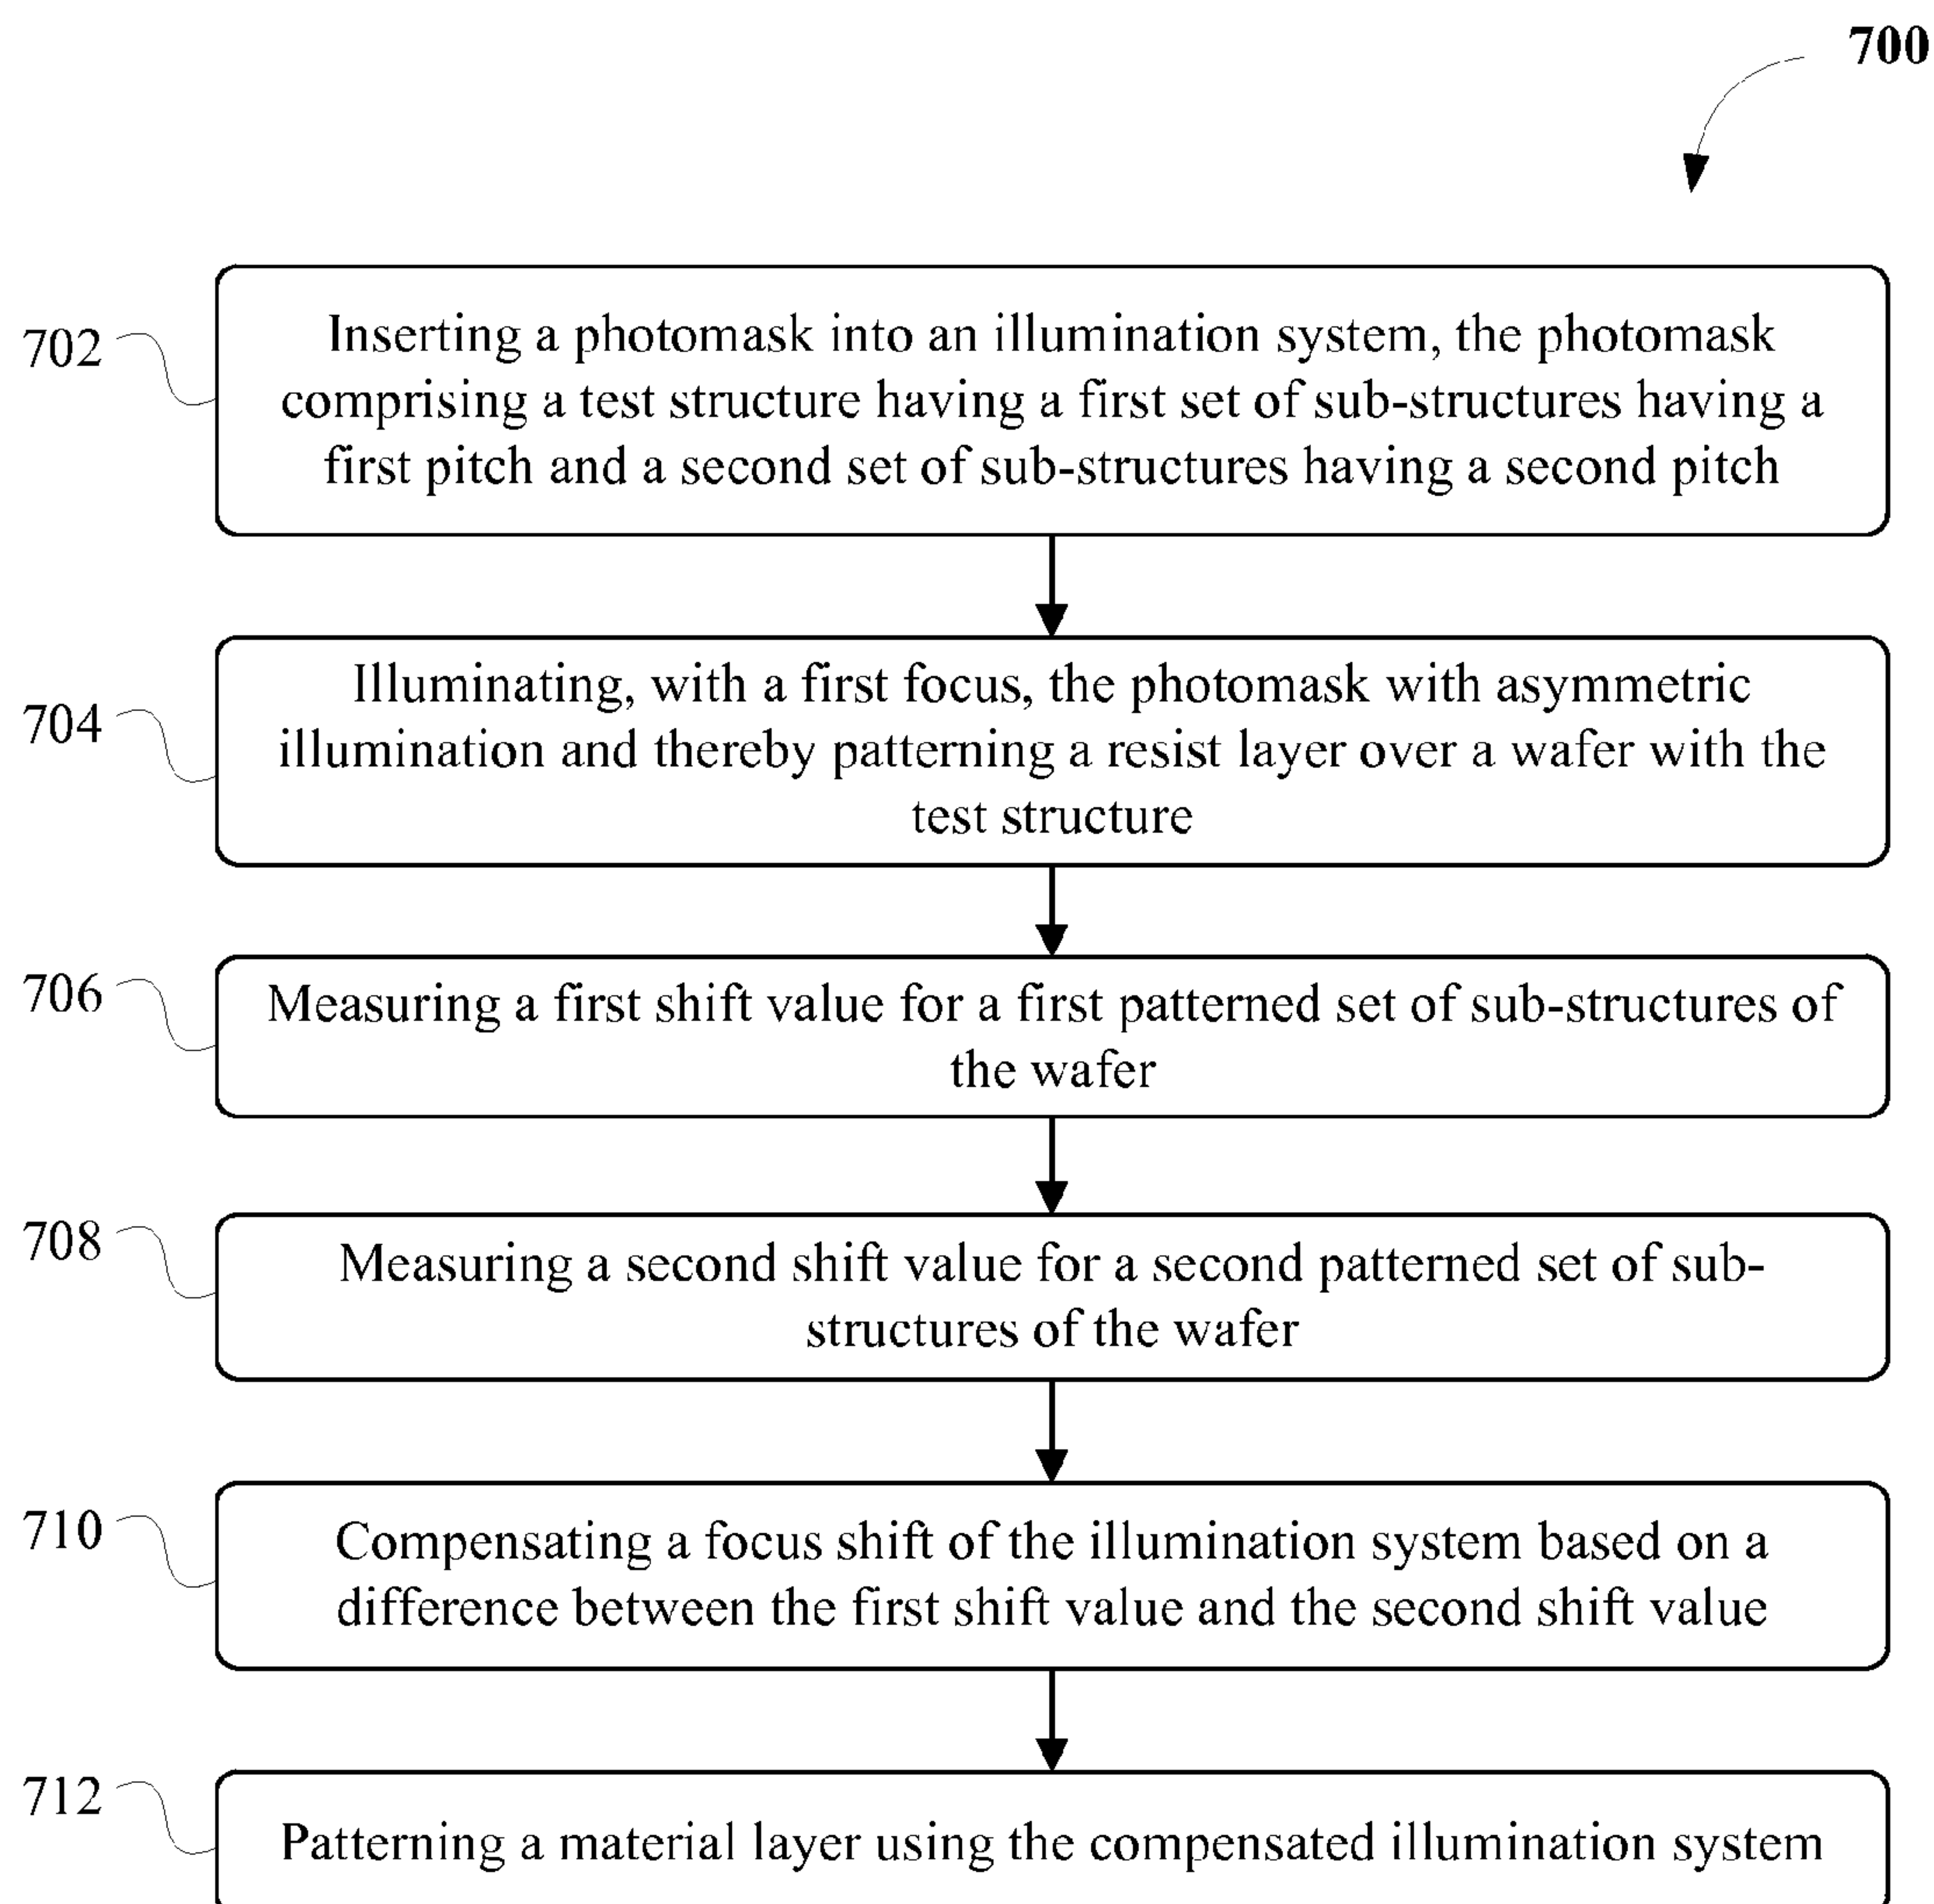 700
702
Inserting a photomask into an illumination system, the photomask
comprising a test structure having a first set of sub-structures having a
first pitch and a second set of sub-structures having a second pitch
704
Illuminating, with a first focus, the photomask with asymmetric
illumination and thereby patterning a resist layer over a wafer with the
test structure
706
Measuring a first shift value for a first patterned set of sub-structures of
the wafer
708
Measuring a second shift value for a second patterned set of sub-
structures of the wafer
710
Compensating a focus shift of the illumination system based on a
difference between the first shift value and the second shift value
712
Patterning a material layer using the compensated illumination system